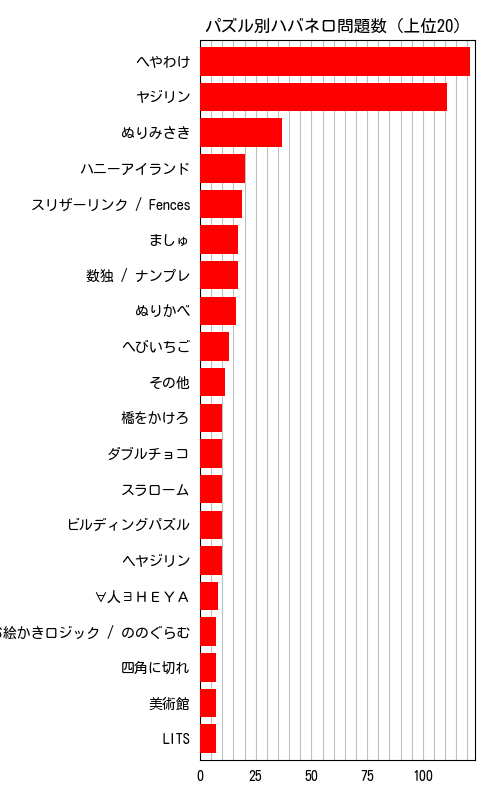 パズル別ハバネロ問題数 (上位20)
へやわけ
ヤジリン
ぬりみさき
ハニーアイランド
スリザーリンク / Fences
ましゅ
数独 / ナンプレ
ぬりかべ
へびいちご
その他
橋をかけろ
ダブルチョコ
スラローム
ビルディングパズル
ヘヤジリン
∀人ヨＨＥＹＡ
絵かきロジック / ののぐらむ
四角に切れ
美術館
LITS
0 25 50 75 100